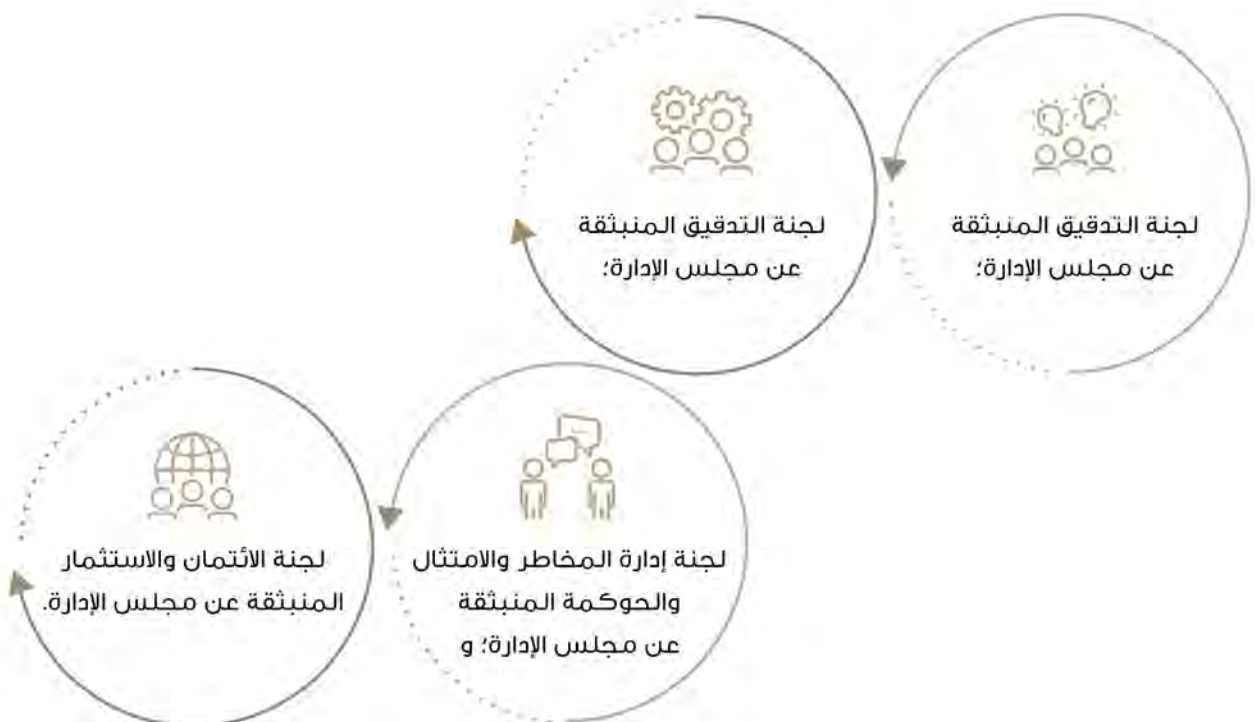 لجنة التدقيق المنبثقة
عن مجلس الإدارة؛
لجنة التدقيق المنبثقة
عن مجلس الإدارة؛
لجنة إدارة المخاطر والامتثال
والحوكمة المنبثقة
عن مجلس الإدارة؛ و
لجنة الائتمان والاستثمار
المنبثقة عن مجلس الإدارة.